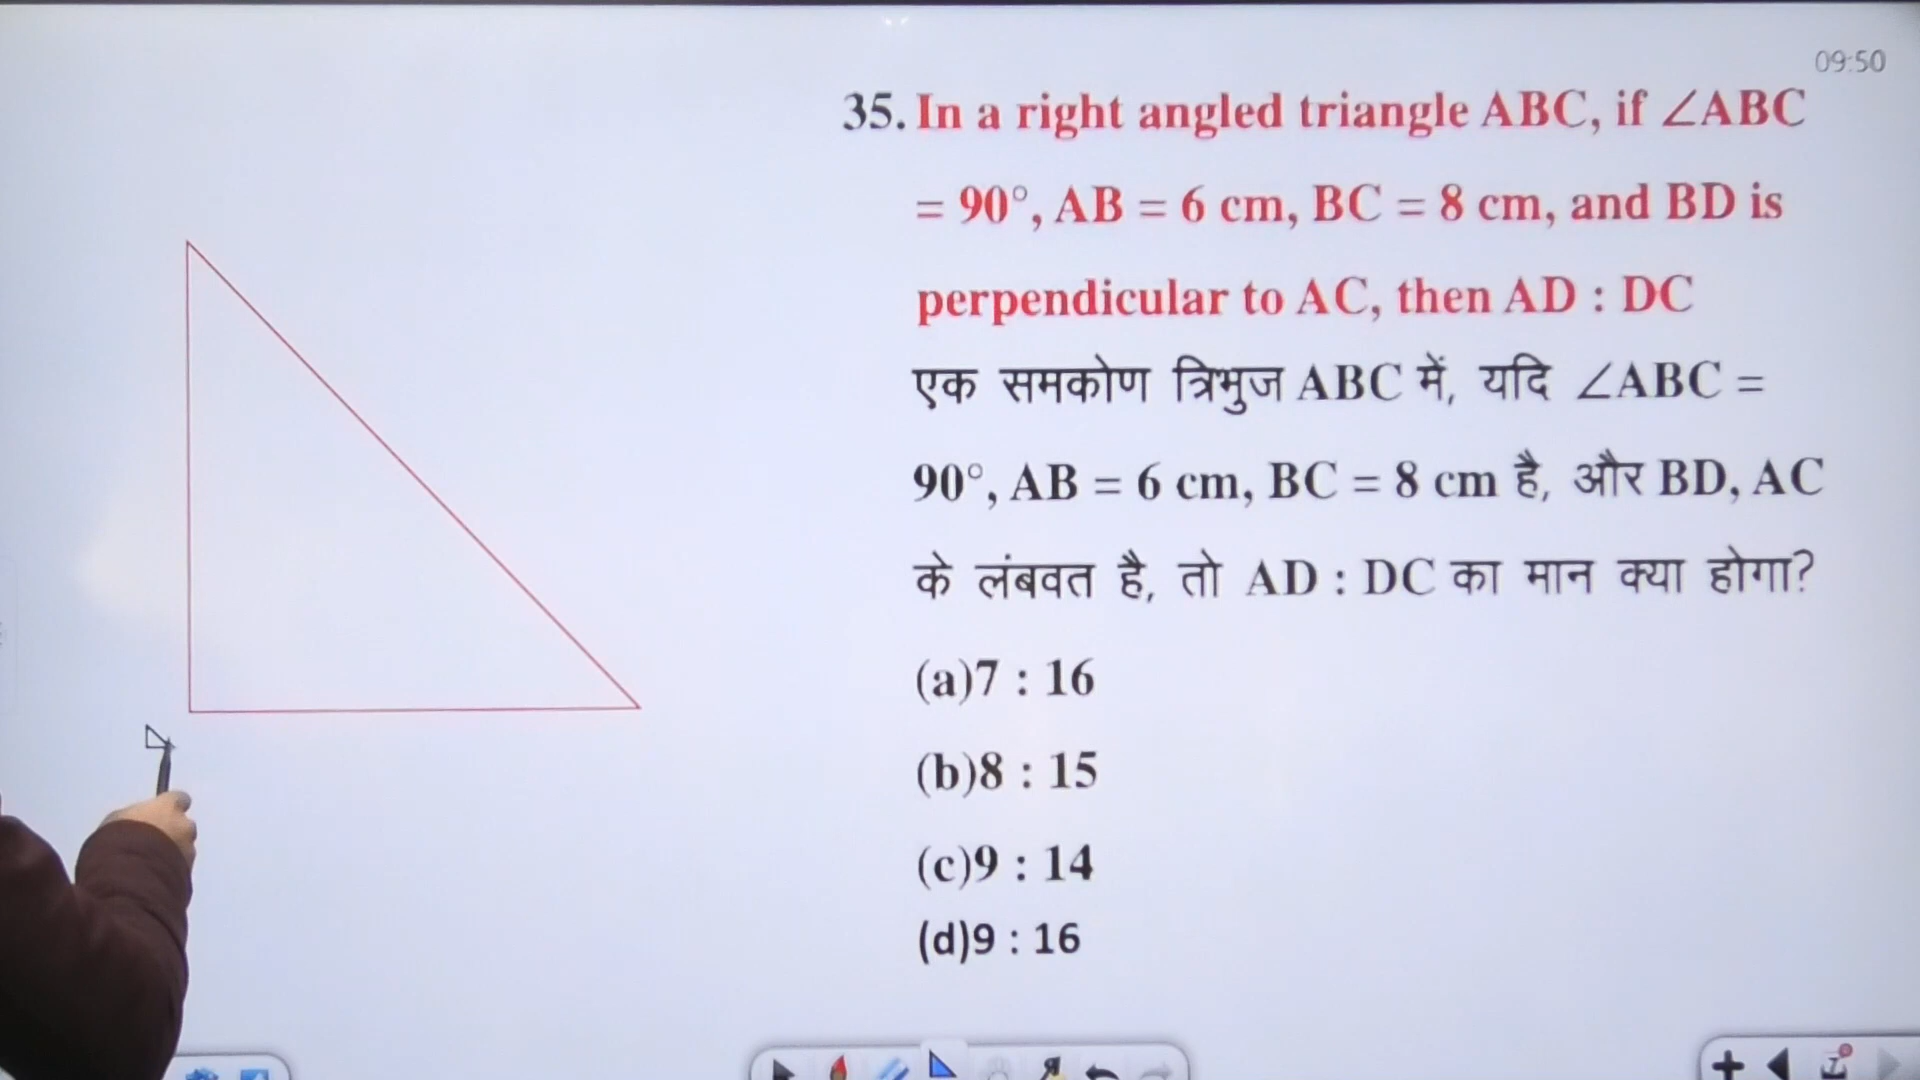 09:50
35. In a right angled triangle ABC, if ∠ABC
= 90°, AB = 6 cm, BC = 8 cm, and BD is
perpendicular to AC, then AD : DC
एक समकोण त्रिभुज ABC में, यदि ∠ABC =
90°, AB = 6 cm, BC = 8 cm है, और BD, AC
के लंबवत है, तो AD : DC का मान क्या होगा?
(a)7 : 16
(b)8 : 15
(c)9 : 14
(d)9 : 16